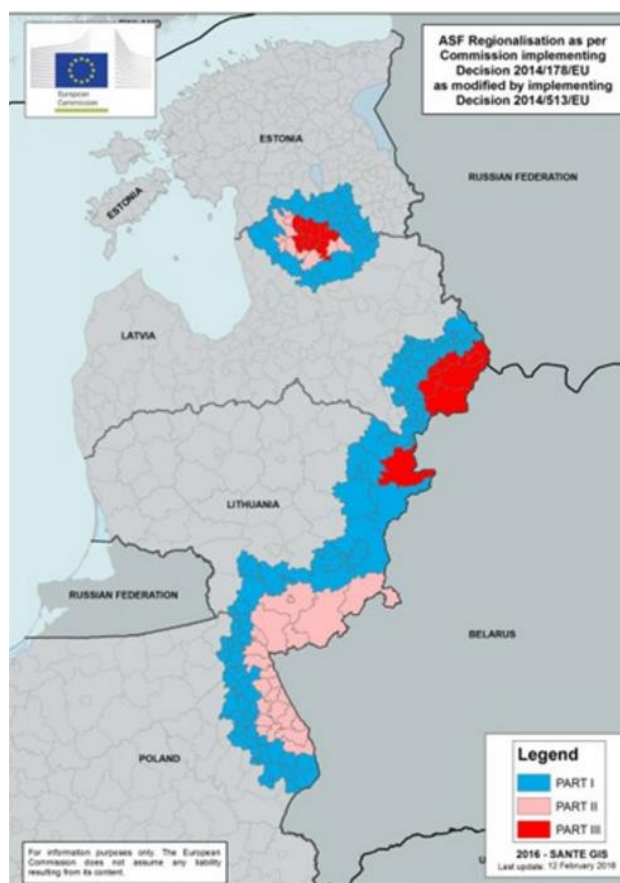 FINLAND
European
Commission
ASF Regionalisation as per
Commission implementing
Decision 2014/178/EU
as modified by implementing
Decision 2014/513/EU
ESTONIA
RUSSIAN FEDERATION
ESTONIA
LATVIA
LITHUANIA
RUSSIAN FEDERATION
BELARUS
POLAND
Legend
PART I
PART II
PART III
2016 - SANTE GIS
Last update: 12 February 2016
For information purposes only. The European
Commission does not assume any liability
resulting from its content.
U